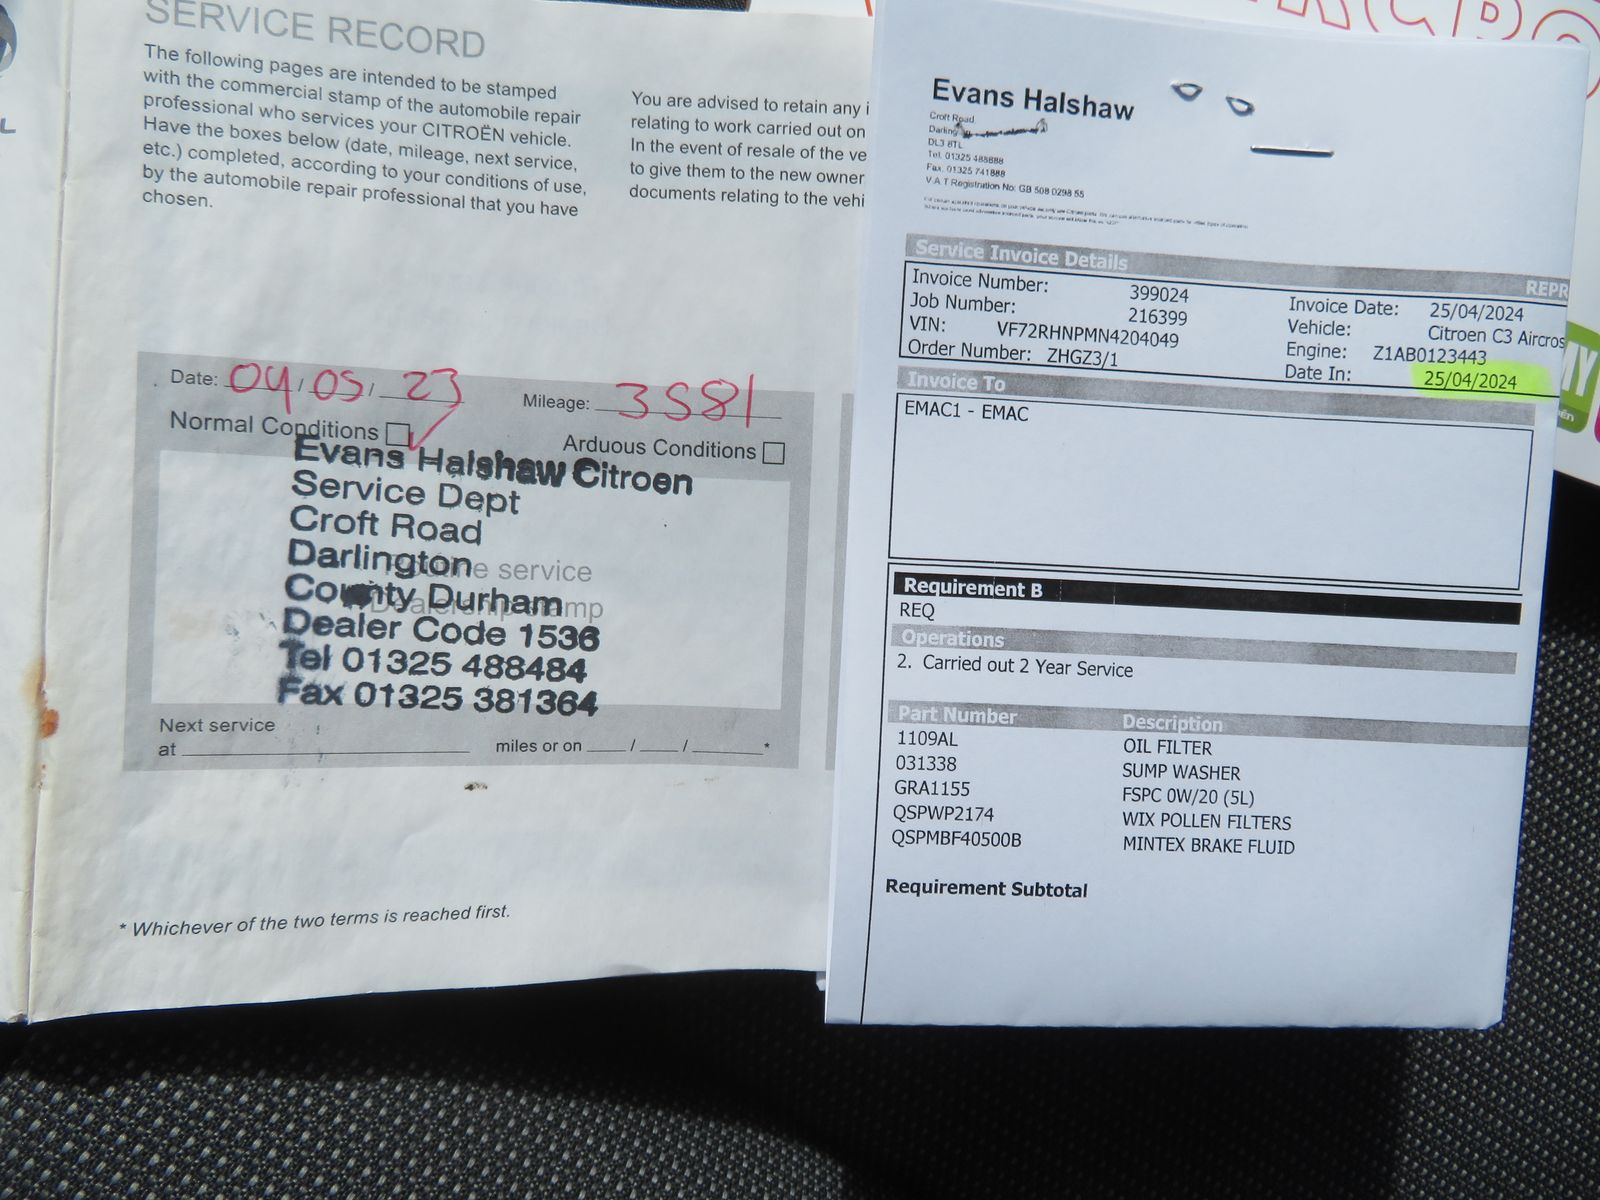 SERVICE RECORD
The following pages are intended to be stamped
with the commercial stamp of the automobile repair
professional who services your CITROËN vehicle.
Have the boxes below (date, mileage, next service,
etc.) completed, according to your conditions of use,
by the automobile repair professional that you have
chosen.
You are advised to retain any i
relating to work carried out on
In the event of resale of the ve
to give them to the new owner
documents relating to the vehi
Date: 04/05/23 Mileage: 3581
Normal Conditions Arduous Conditions
Evans Halshaw Citroen
Service Dept
Croft Road
Darlington
County Durham
Dealer Code 1536
Tel 01325 488484
Fax 01325 381364
Routine service
Dealership stamp
Next service
at miles or on / / *
* Whichever of the two terms is reached first.
Evans Halshaw
Croft Road,
Darling
DL3 8TL
Tel. 01325 488888
Fax. 01325 741888
V.A.T Registration No: GB 508 0298 55
Service Invoice Details
REPR
Invoice Number: 399024 Invoice Date: 25/04/2024
Job Number: 216399 Vehicle: Citroen C3 Aircros
VIN: VF72RHNPMN4204049 Engine: Z1AB0123443
Order Number: ZHGZ3/1 Date In: 25/04/2024
Invoice To
EMAC1 - EMAC
Requirement B
REQ
Operations
2. Carried out 2 Year Service
Part Number Description
1109AL OIL FILTER
031338 SUMP WASHER
GRA1155 FSPC 0W/20 (5L)
QSPWP2174 WIX POLLEN FILTERS
QSPMBF40500B MINTEX BRAKE FLUID
Requirement Subtotal